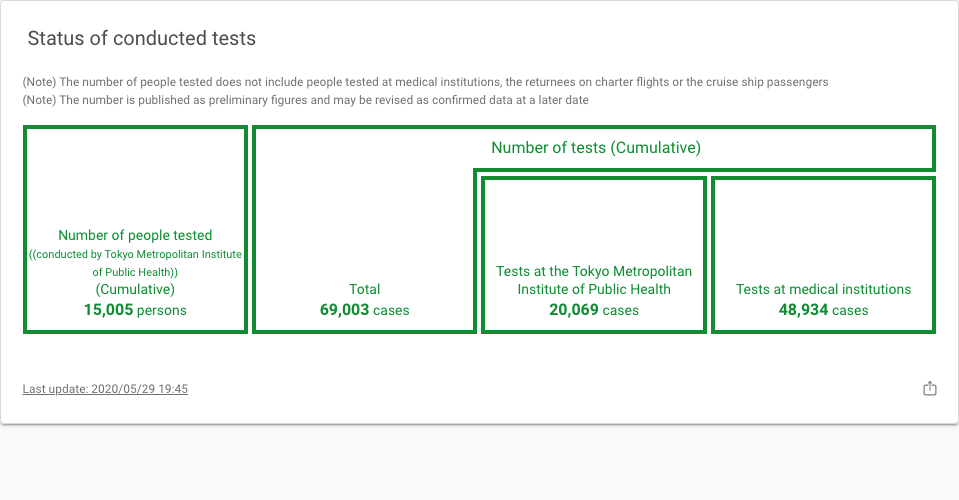 Status of conducted tests
(Note) The number of people tested does not include people tested at medical institutions, the returnees on charter flights or the cruise ship passengers
(Note) The number is published as preliminary figures and may be revised as confirmed data at a later date
Number of people tested
((conducted by Tokyo Metropolitan Institute
of Public Health))
(Cumulative)
15,005 persons
Number of tests (Cumulative)
Total
69,003 cases
Tests at the Tokyo Metropolitan
Institute of Public Health
20,069 cases
Tests at medical institutions
48,934 cases
Last update: 2020/05/29 19:45